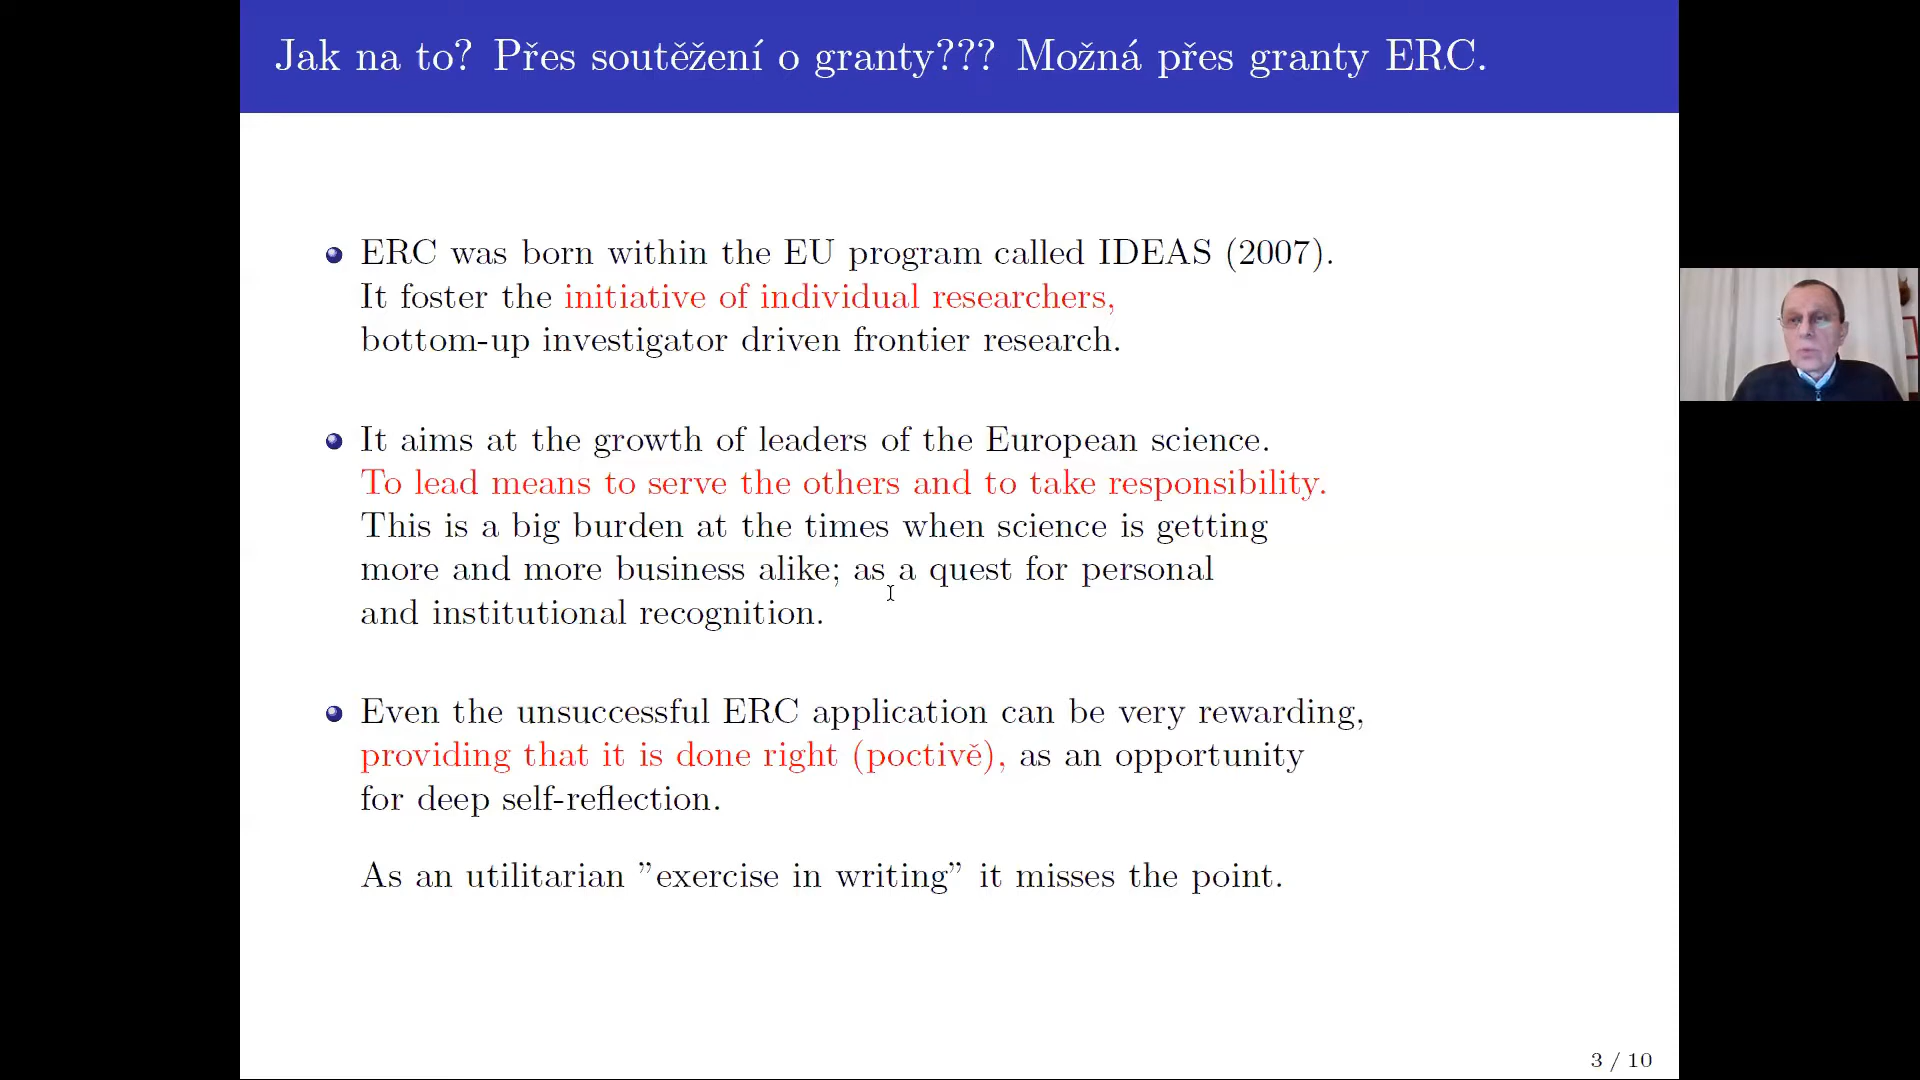 Jak na to? Přes soutěžení o granty??? Možná přes granty ERC.
ERC was born within the EU program called IDEAS (2007).
It foster the initiative of individual researchers,
bottom-up investigator driven frontier research.
It aims at the growth of leaders of the European science.
To lead means to serve the others and to take responsibility.
This is a big burden at the times when science is getting
more and more business alike; as a quest for personal
and institutional recognition.
Even the unsuccessful ERC application can be very rewarding,
providing that it is done right (poctivě), as an opportunity
for deep self-reflection.
As an utilitarian ”exercise in writing” it misses the point.
3 / 10